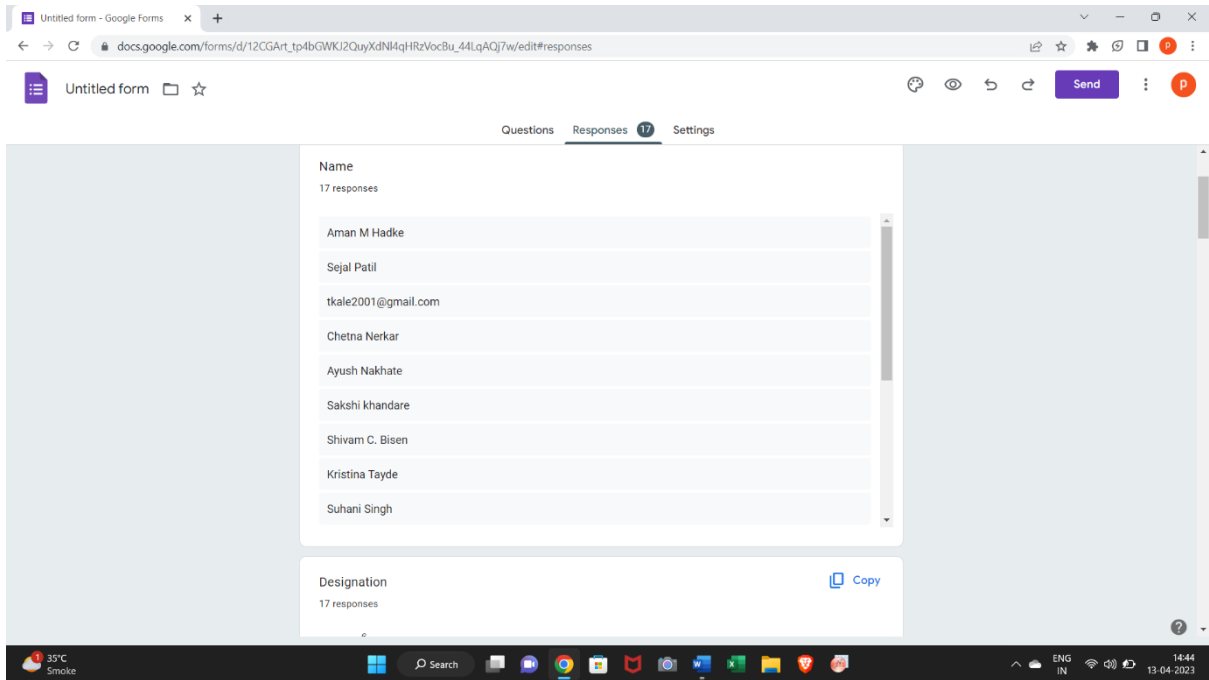 Untitled form - Google Forms
docs.google.com/forms/d/12CGArt_tp4bGWKJ2QuyXdNl4qHRzVocBu_44LqAQj7w/edit#responses
P
Untitled form
Send
P
Questions Responses 17 Settings
Name
17 responses
Aman M Hadke
Sejal Patil
tkale2001@gmail.com
Chetna Nerkar
Ayush Nakhate
Sakshi khandare
Shivam C. Bisen
Kristina Tayde
Suhani Singh
Designation
Copy
17 responses
1
35°C
Smoke
Search
ENG
IN
14:44
13-04-2023